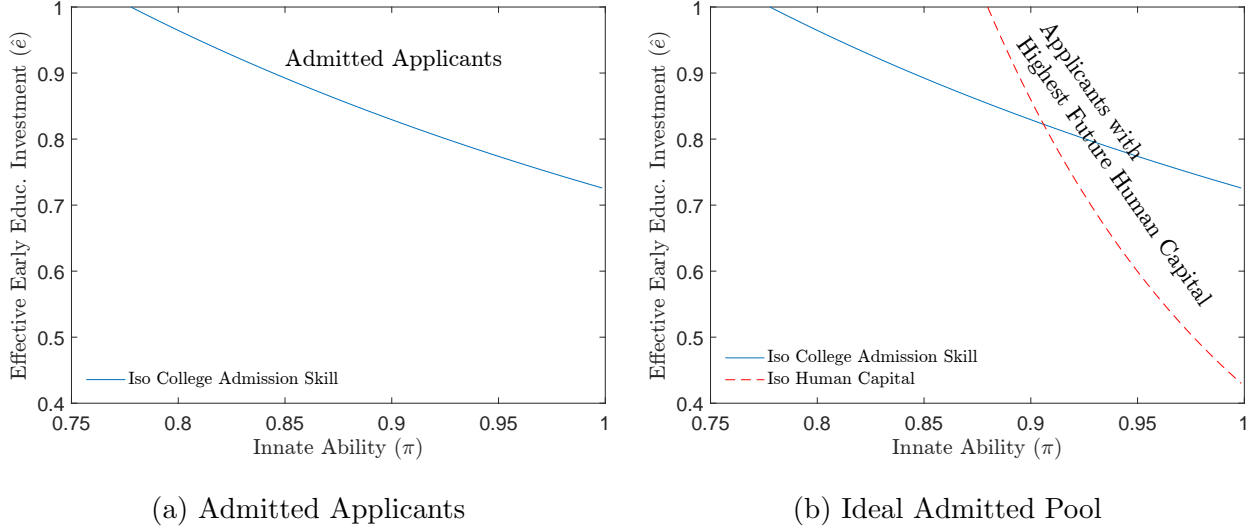 1
0.9
0.8
0.7
0.6
0.5
0.4
Effective Early Educ. Investment (ê)
Admitted Applicants
Iso College Admission Skill
0.75
0.8
0.85
0.9
0.95
1
Innate Ability (π)
(a) Admitted Applicants
1
0.9
0.8
0.7
0.6
0.5
0.4
Effective Early Educ. Investment (ê)
Applicants with
Highest Future Human Capital
Iso College Admission Skill
Iso Human Capital
0.75
0.8
0.85
0.9
0.95
1
Innate Ability (π)
(b) Ideal Admitted Pool